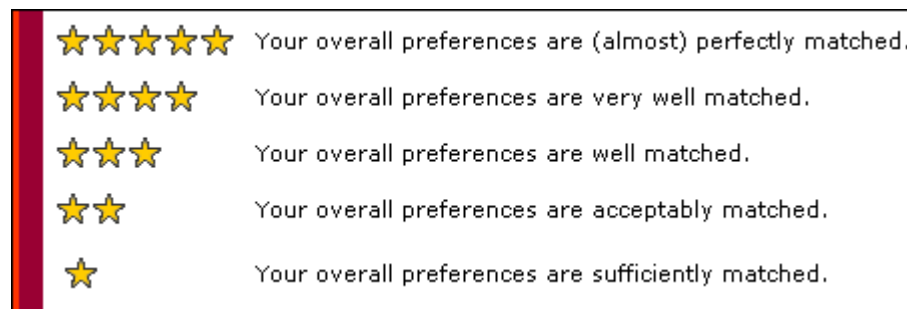 Your overall preferences are (almost) perfectly matched.
Your overall preferences are very well matched.
Your overall preferences are well matched.
Your overall preferences are acceptably matched.
Your overall preferences are sufficiently matched.